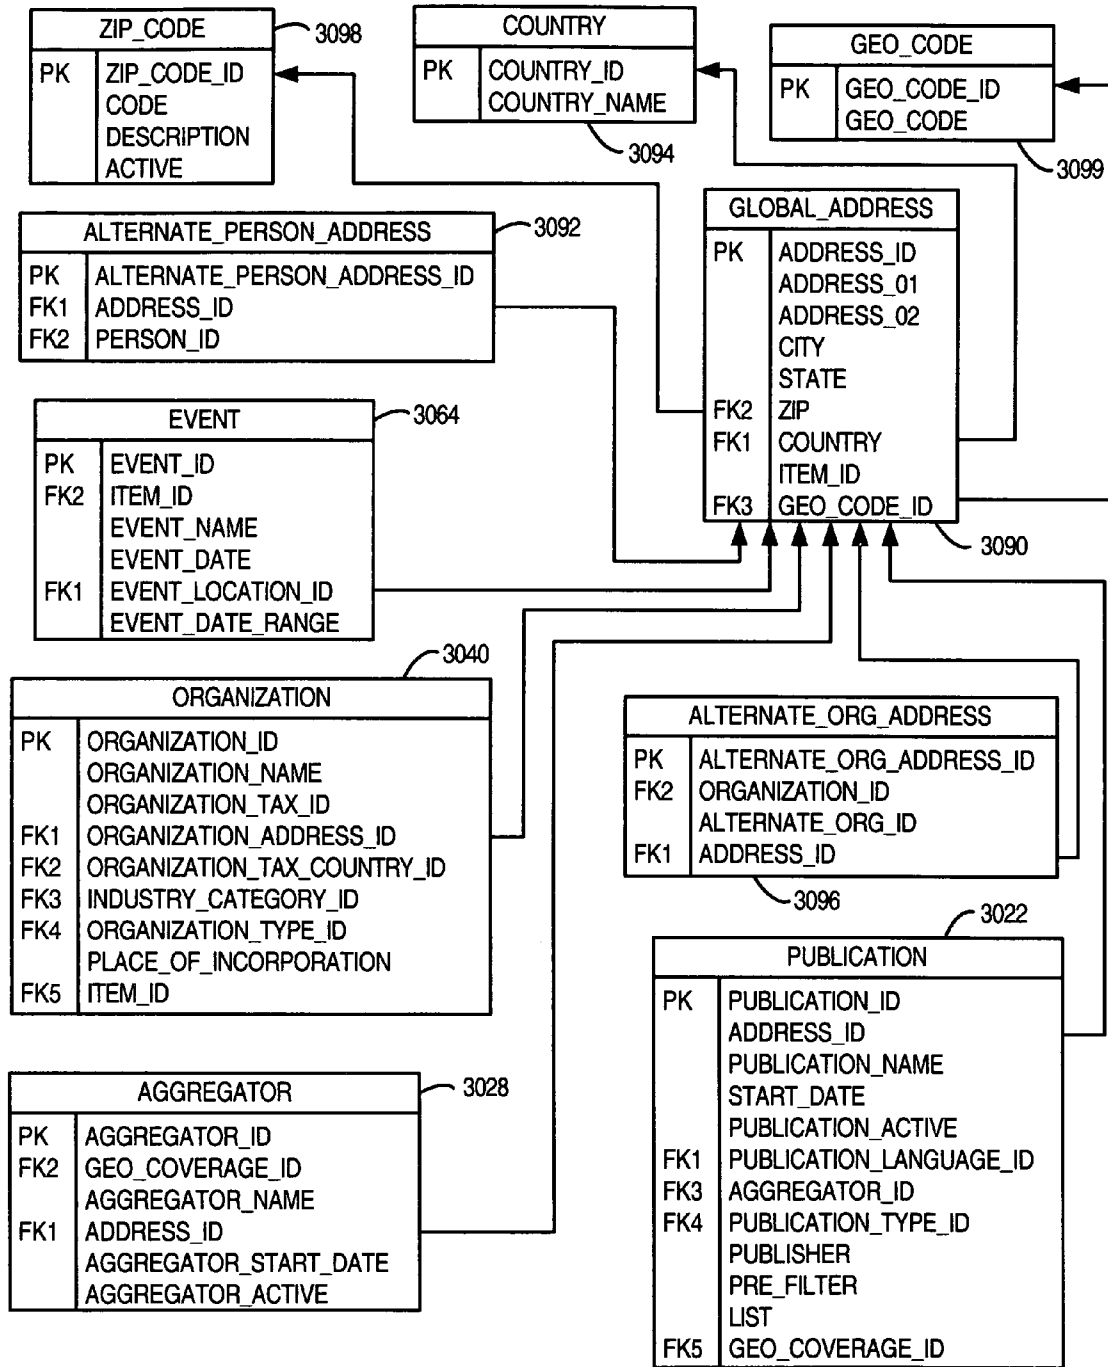 ZIP_CODE
3098
PK ZIP_CODE_ID
CODE
DESCRIPTION
ACTIVE
COUNTRY
PK COUNTRY_ID
COUNTRY_NAME
3094
GEO_CODE
PK GEO_CODE_ID
GEO_CODE
3099
ALTERNATE_PERSON_ADDRESS
3092
PK ALTERNATE_PERSON_ADDRESS_ID
FK1 ADDRESS_ID
FK2 PERSON_ID
GLOBAL_ADDRESS
PK ADDRESS_ID
ADDRESS_01
ADDRESS_02
CITY
STATE
FK2 ZIP
FK1 COUNTRY
ITEM_ID
FK3 GEO_CODE_ID
3090
EVENT
3064
PK EVENT_ID
FK2 ITEM_ID
EVENT_NAME
EVENT_DATE
FK1 EVENT_LOCATION_ID
EVENT_DATE_RANGE
3040
ORGANIZATION
PK ORGANIZATION_ID
ORGANIZATION_NAME
ORGANIZATION_TAX_ID
FK1 ORGANIZATION_ADDRESS_ID
FK2 ORGANIZATION_TAX_COUNTRY_ID
FK3 INDUSTRY_CATEGORY_ID
FK4 ORGANIZATION_TYPE_ID
PLACE_OF_INCORPORATION
FK5 ITEM_ID
ALTERNATE_ORG_ADDRESS
PK ALTERNATE_ORG_ADDRESS_ID
FK2 ORGANIZATION_ID
ALTERNATE_ORG_ID
FK1 ADDRESS_ID
3096
3022
PUBLICATION
PK PUBLICATION_ID
ADDRESS_ID
PUBLICATION_NAME
START_DATE
PUBLICATION_ACTIVE
FK1 PUBLICATION_LANGUAGE_ID
FK3 AGGREGATOR_ID
FK4 PUBLICATION_TYPE_ID
PUBLISHER
PRE_FILTER
LIST
FK5 GEO_COVERAGE_ID
AGGREGATOR
3028
PK AGGREGATOR_ID
FK2 GEO_COVERAGE_ID
AGGREGATOR_NAME
FK1 ADDRESS_ID
AGGREGATOR_START_DATE
AGGREGATOR_ACTIVE